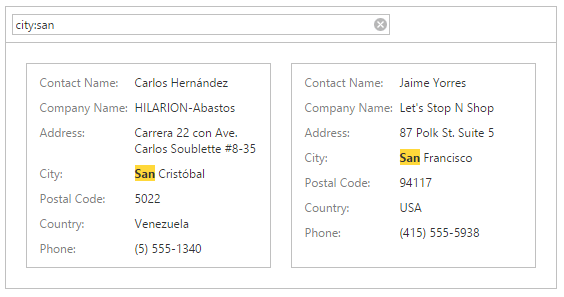 city:san
Contact Name: Carlos Hernández
Company Name: HILARION-Abastos
Address: Carrera 22 con Ave.
Carlos Soublette #8-35
City: San Cristóbal
Postal Code: 5022
Country: Venezuela
Phone: (5) 555-1340
Contact Name: Jaime Yorres
Company Name: Let's Stop N Shop
Address: 87 Polk St. Suite 5
City: San Francisco
Postal Code: 94117
Country: USA
Phone: (415) 555-5938